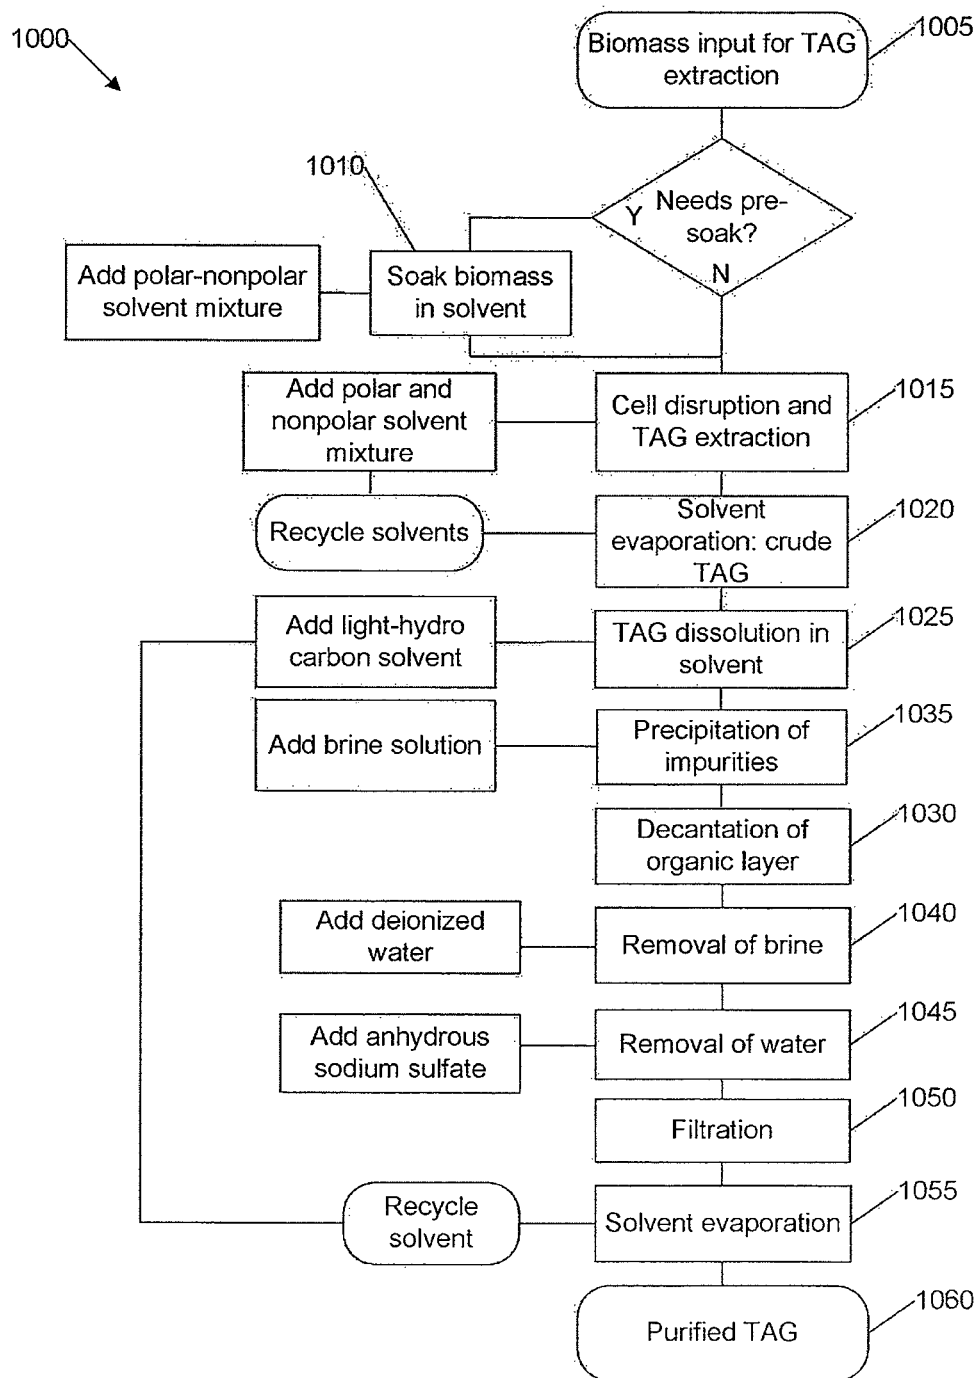 1000
Biomass input for TAG
extraction
1005
Needs pre-
soak?
Y
N
1010
Add polar-nonpolar
solvent mixture
Soak biomass
in solvent
Add polar and
nonpolar solvent
mixture
Cell disruption and
TAG extraction
1015
Recycle solvents
Solvent
evaporation: crude
TAG
1020
Add light-hydro
carbon solvent
TAG dissolution in
solvent
1025
Add brine solution
Precipitation of
impurities
1035
Decantation of
organic layer
1030
Add deionized
water
Removal of brine
1040
Add anhydrous
sodium sulfate
Removal of water
1045
Filtration
1050
Recycle
solvent
Solvent evaporation
1055
Purified TAG
1060